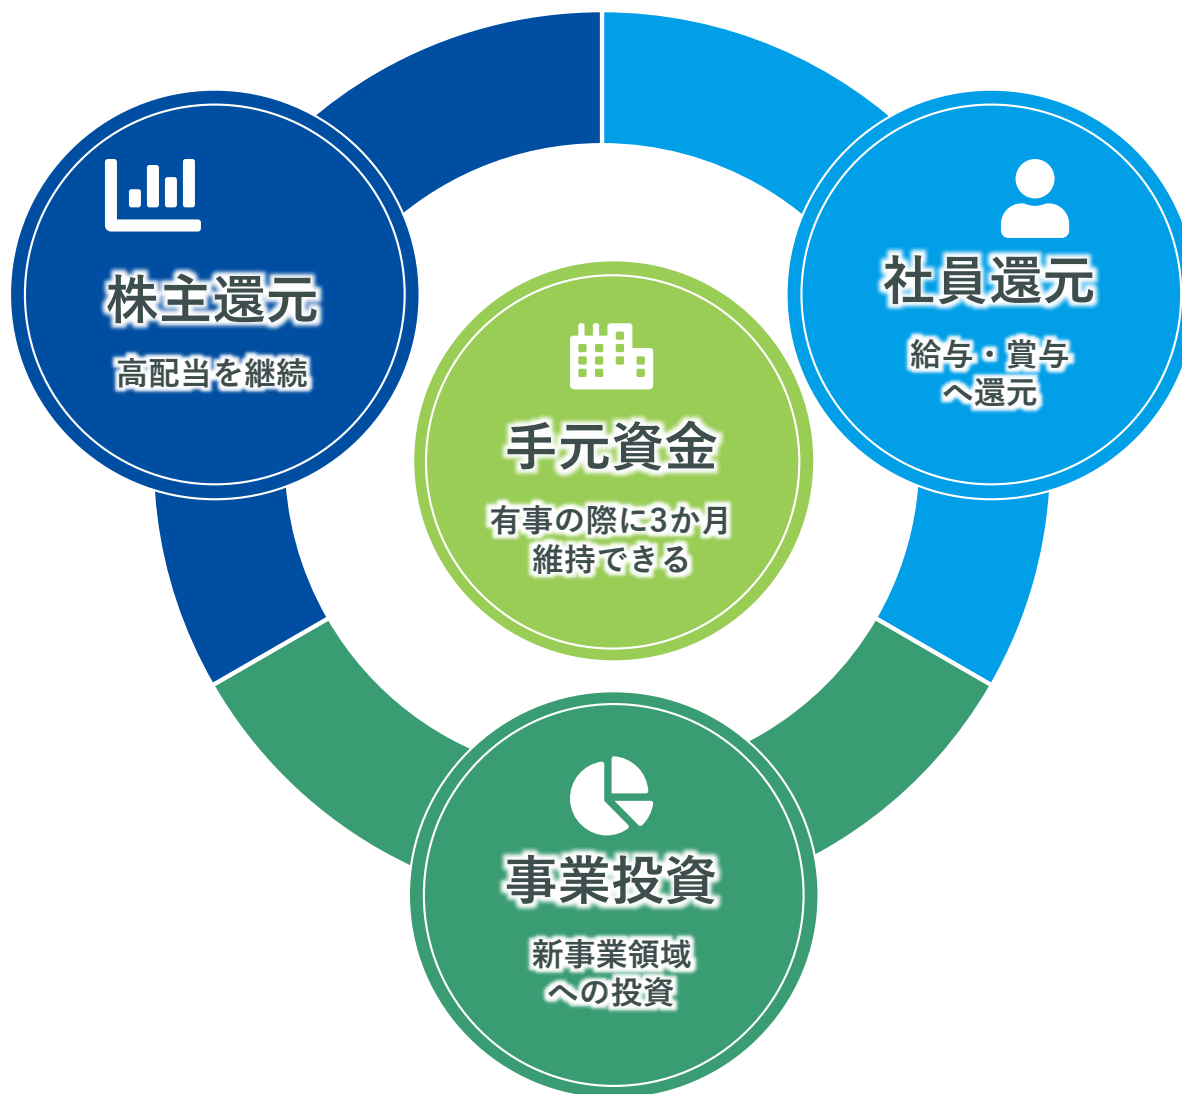 株主還元
高配当を継続
社員還元
給与・賞与
へ還元
手元資金
有事の際に3か月
維持できる
事業投資
新事業領域
への投資